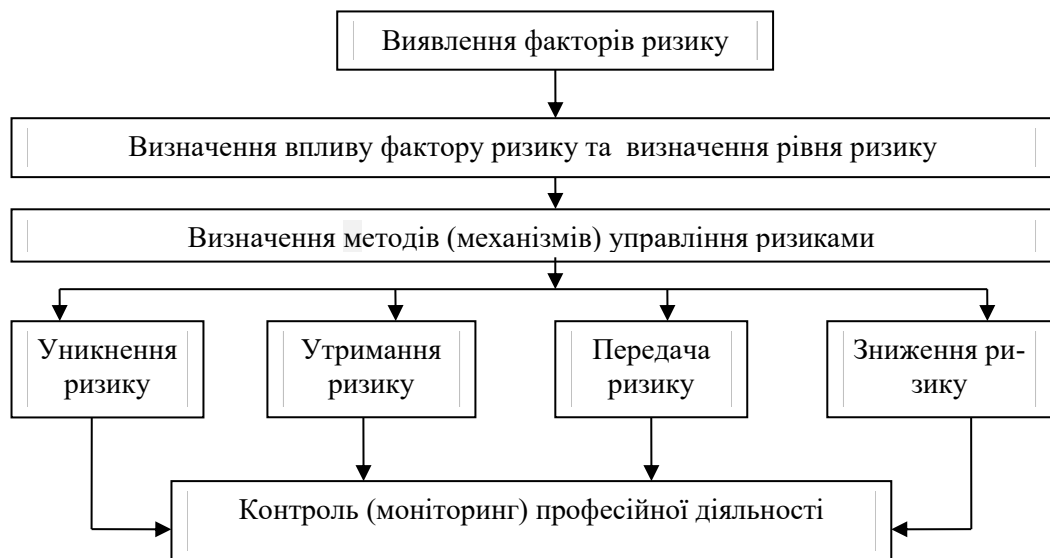 Виявлення факторів ризику
Визначення впливу фактору ризику та визначення рівня ризику
Визначення методів (механізмів) управління ризиками
Уникнення
ризику
Утримання
ризику
Передача
ризику
Зниження ри-
зику
Контроль (моніторинг) професійної діяльності